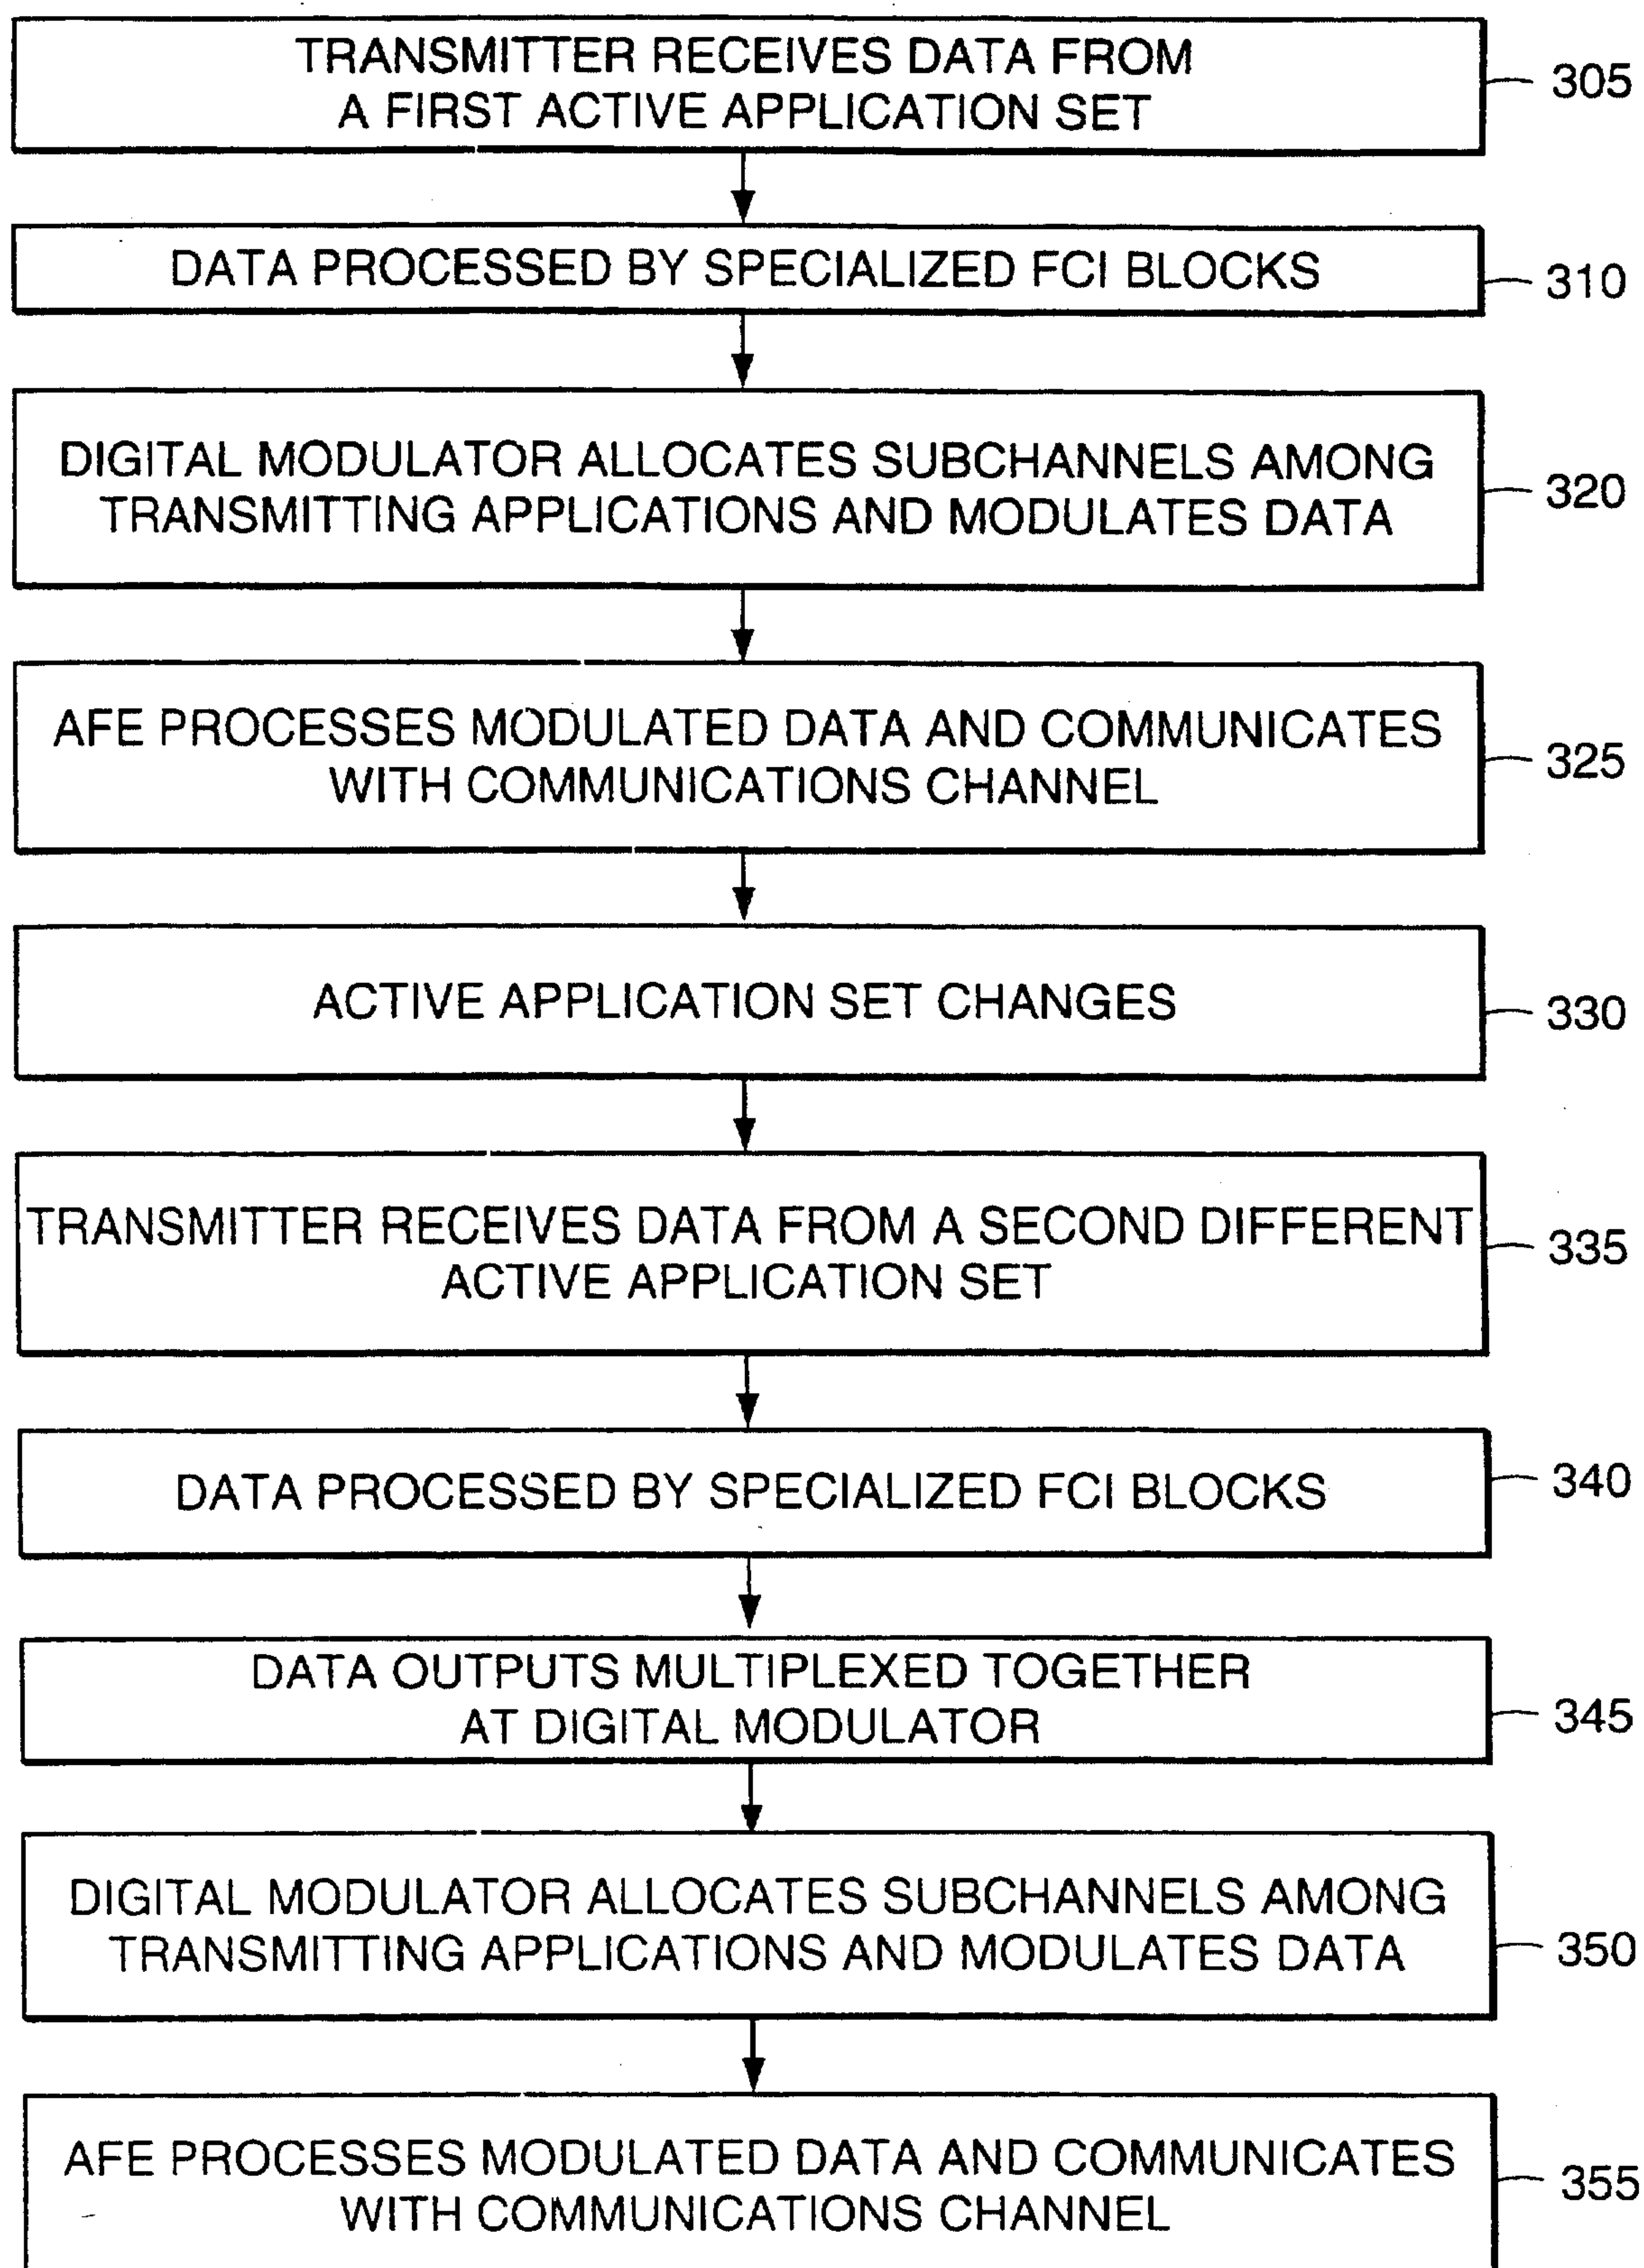 TRANSMITTER RECEIVES DATA FROM
A FIRST ACTIVE APPLICATION SET
305
DATA PROCESSED BY SPECIALIZED FCI BLOCKS
310
DIGITAL MODULATOR ALLOCATES SUBCHANNELS AMONG
TRANSMITTING APPLICATIONS AND MODULATES DATA
320
AFE PROCESSES MODULATED DATA AND COMMUNICATES
WITH COMMUNICATIONS CHANNEL
325
ACTIVE APPLICATION SET CHANGES
330
TRANSMITTER RECEIVES DATA FROM A SECOND DIFFERENT
ACTIVE APPLICATION SET
335
DATA PROCESSED BY SPECIALIZED FCI BLOCKS
340
DATA OUTPUTS MULTIPLEXED TOGETHER
AT DIGITAL MODULATOR
345
DIGITAL MODULATOR ALLOCATES SUBCHANNELS AMONG
TRANSMITTING APPLICATIONS AND MODULATES DATA
350
AFE PROCESSES MODULATED DATA AND COMMUNICATES
WITH COMMUNICATIONS CHANNEL
355